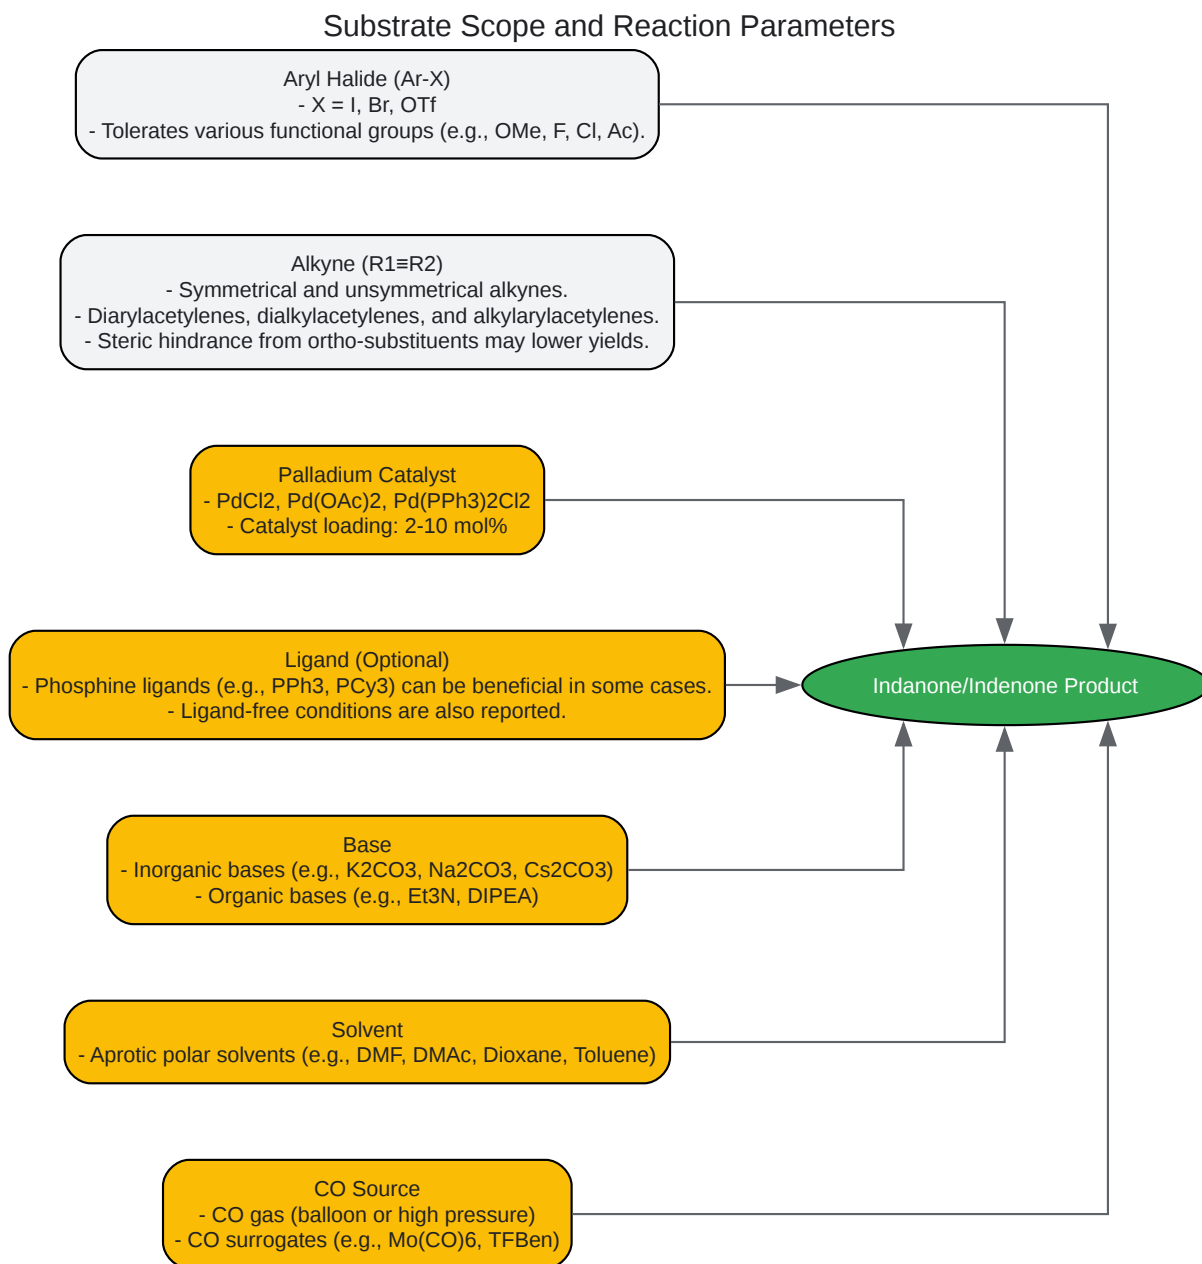 Substrate Scope and Reaction Parameters
Aryl Halide (Ar-X)
- X = I, Br, OTf
- Tolerates various functional groups (e.g., OMe, F, Cl, Ac).
Alkyne (R1≡R2)
- Symmetrical and unsymmetrical alkynes.
- Diarylacetylenes, dialkylacetylenes, and alkylarylacetylenes.
- Steric hindrance from ortho-substituents may lower yields.
Palladium Catalyst
- PdCl2, Pd(OAc)2, Pd(PPh3)2Cl2
- Catalyst loading: 2-10 mol%
Ligand (Optional)
- Phosphine ligands (e.g., PPh3, PCy3) can be beneficial in some cases.
- Ligand-free conditions are also reported.
Indanone/Indenone Product
Base
- Inorganic bases (e.g., K2CO3, Na2CO3, Cs2CO3)
- Organic bases (e.g., Et3N, DIPEA)
Solvent
- Aprotic polar solvents (e.g., DMF, DMAc, Dioxane, Toluene)
CO Source
- CO gas (balloon or high pressure)
- CO surrogates (e.g., Mo(CO)6, TFBen)